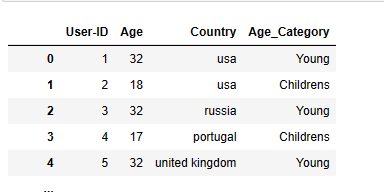 User-ID Age Country Age_Category
0 1 32 usa Young
1 2 18 usa Childrens
2 3 32 russia Young
3 4 17 portugal Childrens
4 5 32 united kingdom Young
...